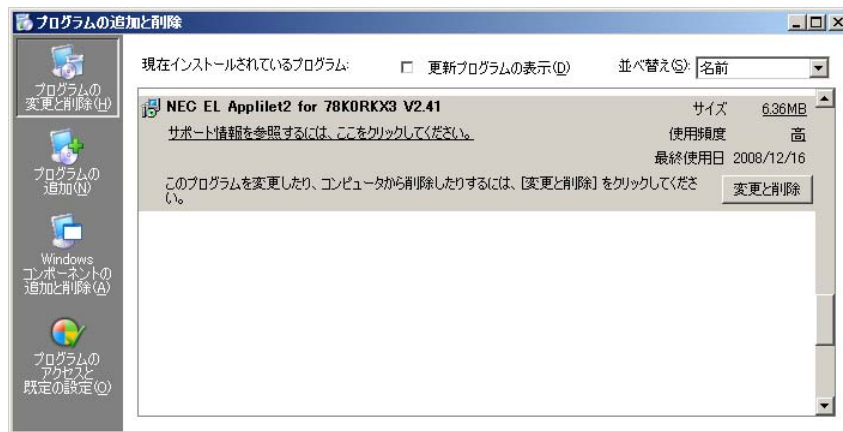 プログラムの追加と削除
プログラムの
変更と削除(H)
プログラムの
追加(N)
Windows
コンポーネントの
追加と削除(A)
プログラムの
アクセスと
既定の設定(O)
現在インストールされているプログラム:
更新プログラムの表示(D)
並べ替え(S):
名前
NEC EL Applilet2 for 78K0RKX3 V2.41
サイズ 6.36MB
サポート情報を参照するには、ここをクリックしてください。
使用頻度 高
最終使用日 2008/12/16
このプログラムを変更したり、コンピュータから削除したりするには、[変更と削除] をクリックしてくださ
い。
変更と削除